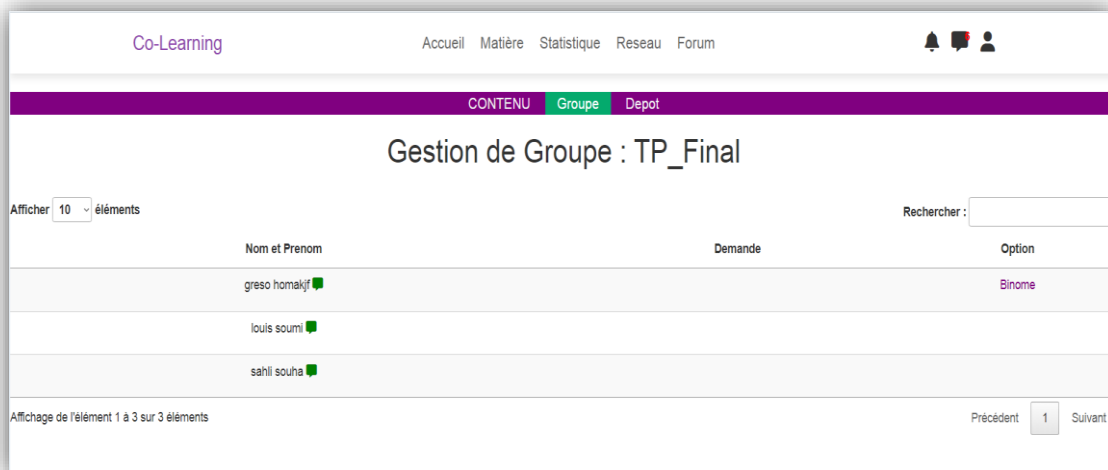 Co-Learning Accueil Matière Statistique Reseau Forum
CONTENU Groupe Depot
Gestion de Groupe : TP_Final
Afficher 10 éléments Rechercher :
Nom et Prenom Demande Option
greso homakjf Binome
louis soumi
sahli souha
Affichage de l'élément 1 à 3 sur 3 éléments Précédent 1 Suivant